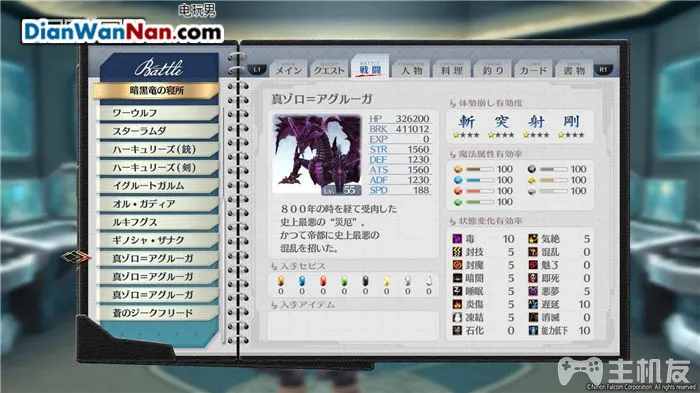 电玩男
DianWanNan.com
L1
メイン
クエスト
BATTLE
戦闘
CHARACTER
人物
料理
釣り
カード
書物
R1
Battle
暗黒竜の寝所
ワーウルフ
スターラムダ
ハーキュリーズ(銃)
ハーキュリーズ(剣)
イグルートガルム
オル・ガディア
ルキフグス
ギノシャ・ザナク
真ゾロ=アグルーガ
真ゾロ=アグルーガ
真ゾロ=アグルーガ
蒼のジークフリード
真ゾロ=アグルーガ
Lv. 55
HP 326200
BRK 411012
EXP 0
STR 1560
DEF 1230
ATS 1560
ADF 1230
SPD 188
800年の時を経て受肉した
史上最悪の“災厄”。
かつて帝都に史上最悪の
混乱を招いた。
入手セピス
0 0 0 0 0 0 0 0
入手アイテム
体勢崩し有効度
斬 突 射 剛
魔法属性有効率
100 100
100 100
100 100
100
状態変化有効率
毒 10 気絶 5
封技 5 混乱 0
封魔 5 魅了 0
暗闇 5 即死 0
睡眠 5 悪夢 5
炎傷 5 遅延 10
凍結 5 消滅 0
石化 0 能力低下 10
主机友
©Nihon Falcom Corporation. All rights reserved.